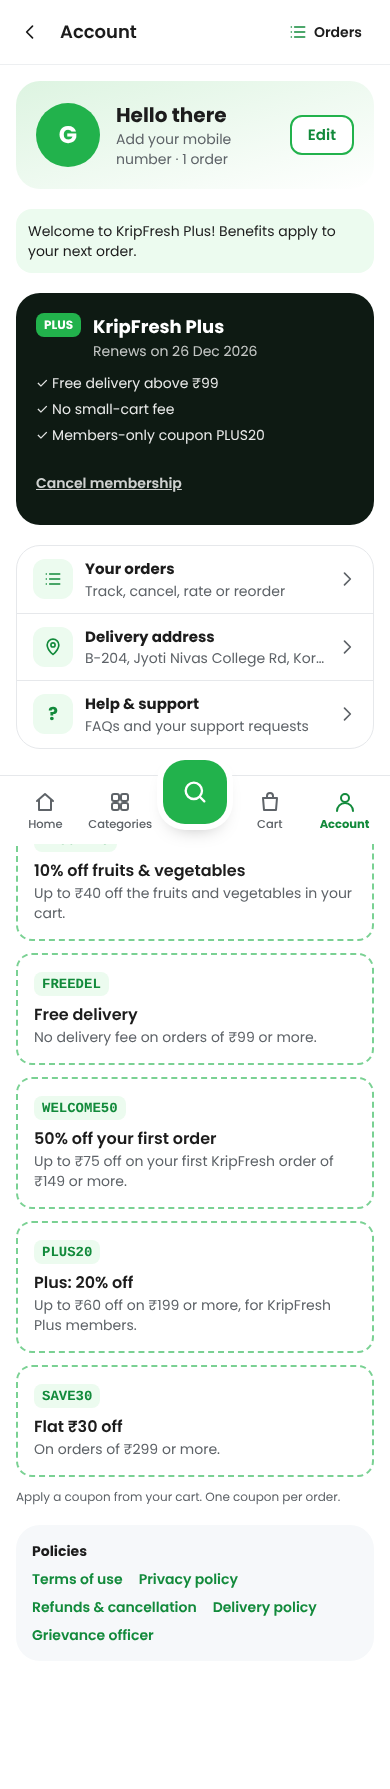 Account
Orders
G
Hello there
Add your mobile
number · 1 order
Edit
Welcome to KripFresh Plus! Benefits apply to
your next order.
PLUS
KripFresh Plus
Renews on 26 Dec 2026
✓ Free delivery above ₹99
✓ No small-cart fee
✓ Members-only coupon PLUS20
Cancel membership
Your orders
Track, cancel, rate or reorder
Delivery address
B-204, Jyoti Nivas College Rd, Kor...
?
Help & support
FAQs and your support requests
Home
Categories
Cart
Account
10% off fruits & vegetables
Up to ₹40 off the fruits and vegetables in your
cart.
FREEDEL
Free delivery
No delivery fee on orders of ₹99 or more.
WELCOME50
50% off your first order
Up to ₹75 off on your first KripFresh order of
₹149 or more.
PLUS20
Plus: 20% off
Up to ₹60 off on ₹199 or more, for KripFresh
Plus members.
SAVE30
Flat ₹30 off
On orders of ₹299 or more.
Apply a coupon from your cart. One coupon per order.
Policies
Terms of use
Privacy policy
Refunds & cancellation
Delivery policy
Grievance officer